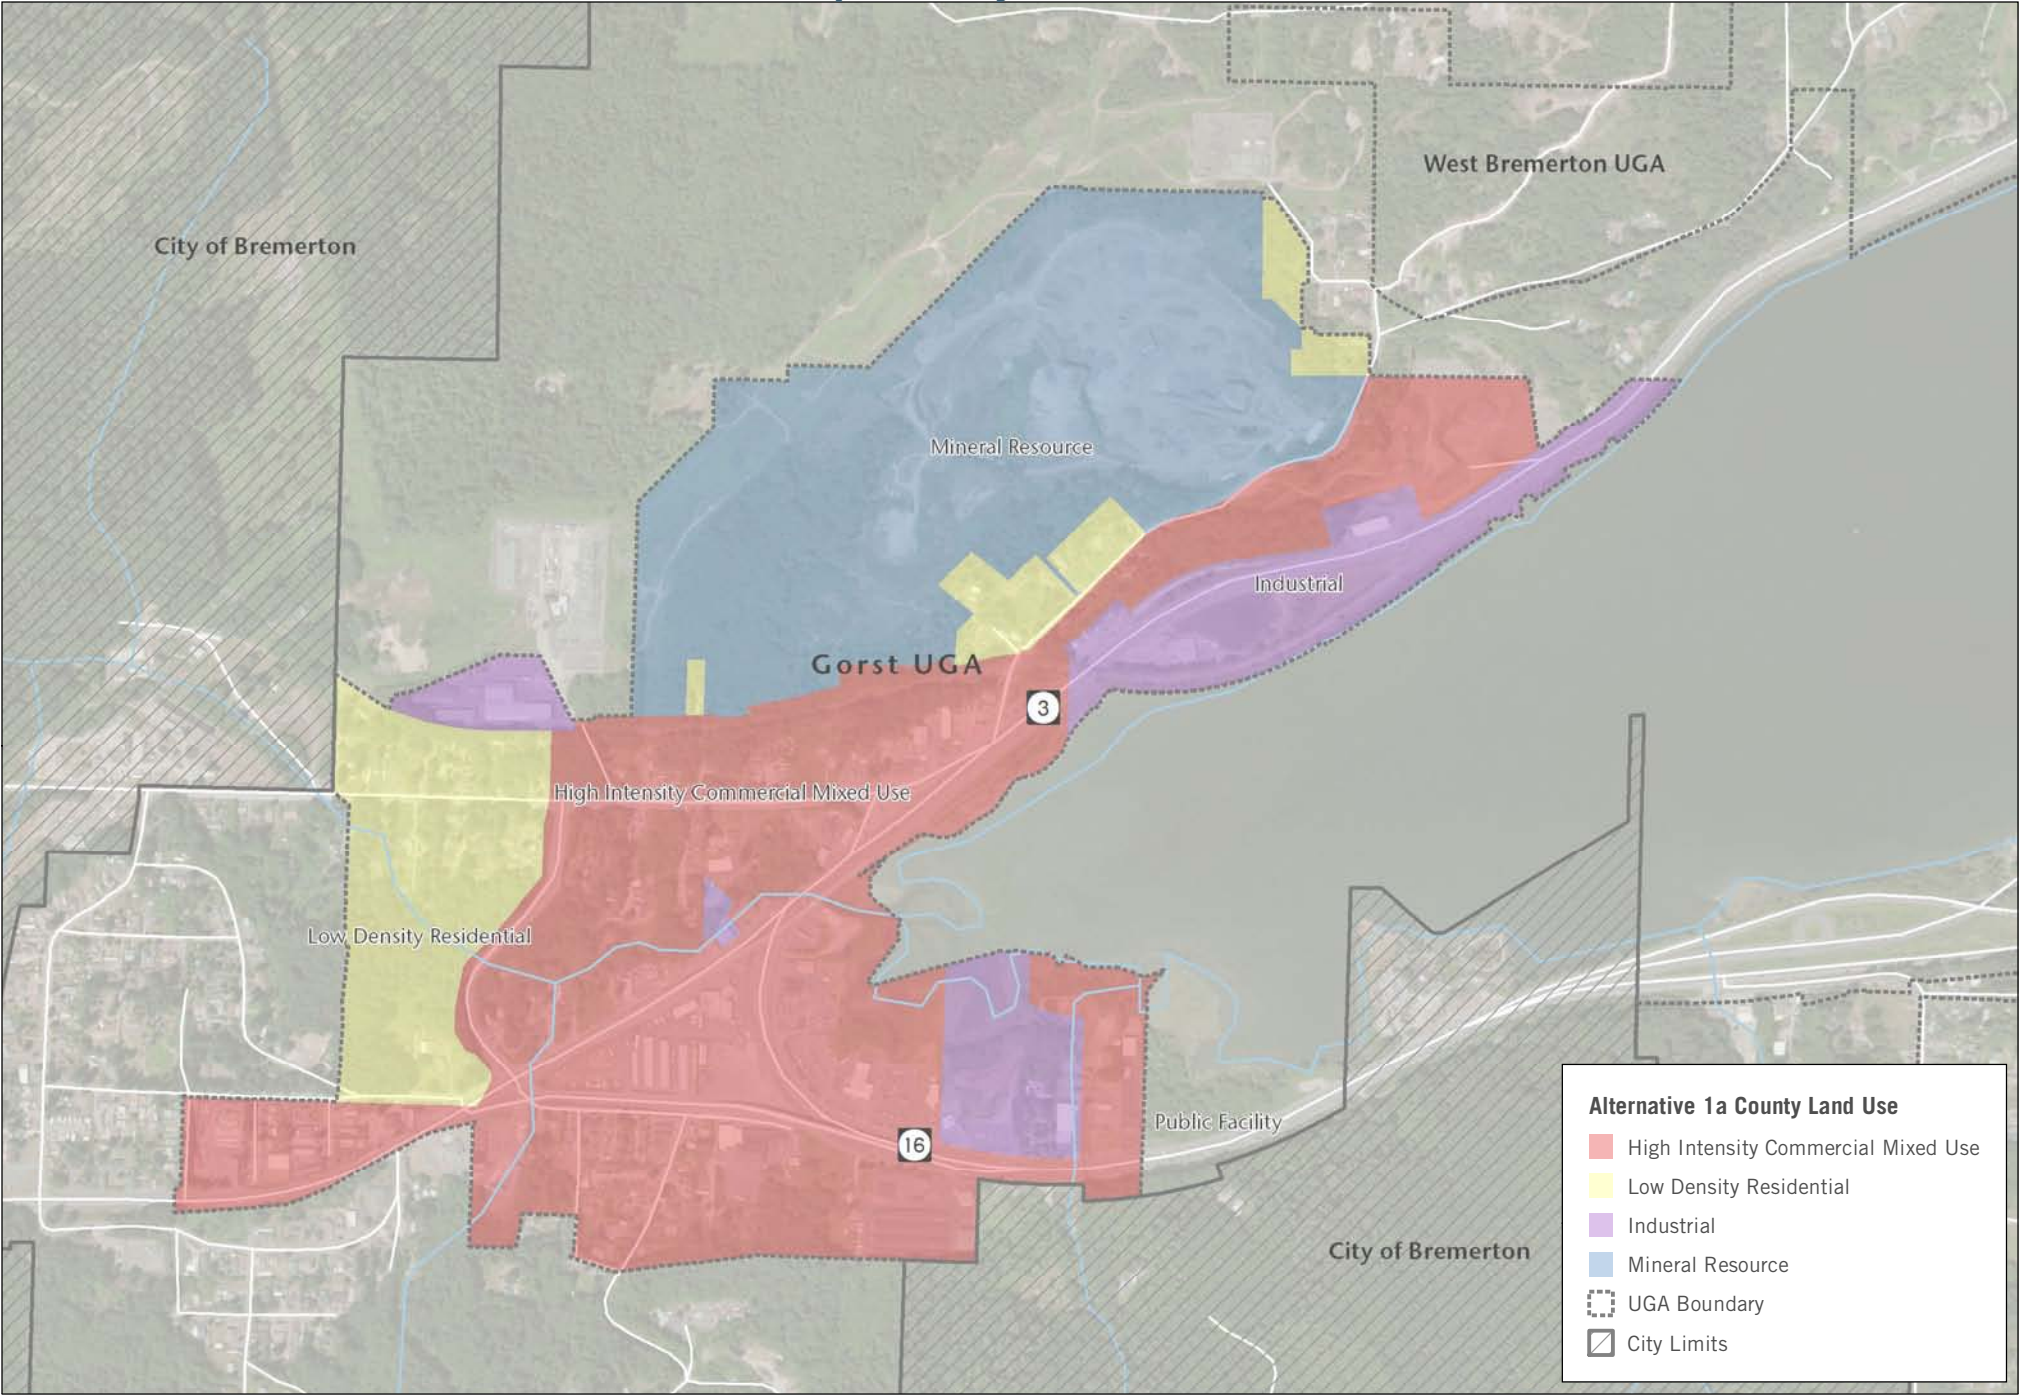 West Bremerton UGA
City of Bremerton
Mineral Resource
Industrial
Gorst UGA
3
High Intensity Commercial Mixed Use
Low Density Residential
Public Facility
16
City of Bremerton
Alternative 1a County Land Use
High Intensity Commercial Mixed Use
Low Density Residential
Industrial
Mineral Resource
UGA Boundary
City Limits